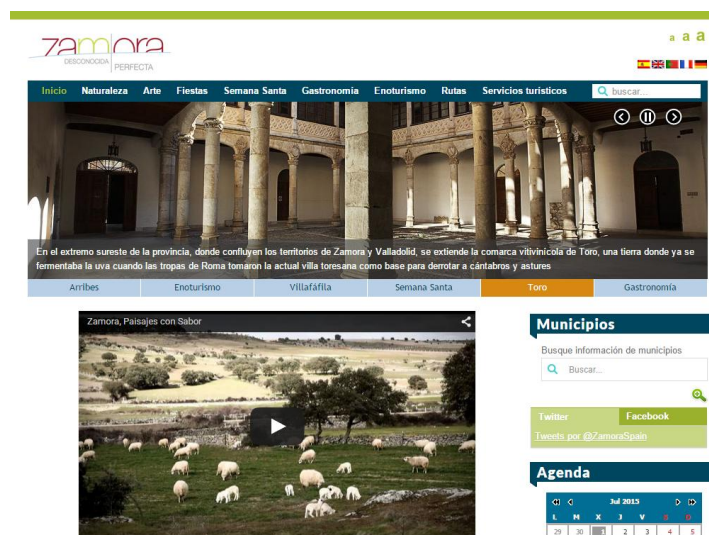 zamora
DESCONOCIDA PERFECTA
a a a
Inicio Naturaleza Arte Fiestas Semana Santa Gastronomía Enoturismo Rutas Servicios turísticos buscar...
En el extremo sureste de la provincia, donde confluyen los territorios de Zamora y Valladolid, se extiende la comarca vitivinícola de Toro, una tierra donde ya se
fermentaba la uva cuando las tropas de Roma tomaron la actual villa toresana como base para derrotar a cántabros y astures
Arribes Enoturismo Villafáfila Semana Santa Toro Gastronomía
Zamora, Paisajes con Sabor
Municipios
Busque información de municipios
Buscar...
Twitter Facebook
Tweets por @ZamoraSpain
Agenda
Jul 2015
L M X J V S D
29 30 1 2 3 4 5